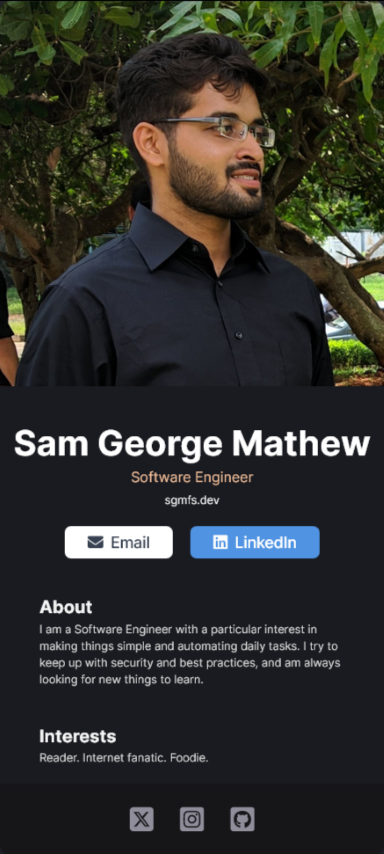 Sam George Mathew
Software Engineer
sgmfs.dev
Email
LinkedIn
About
I am a Software Engineer with a particular interest in
making things simple and automating daily tasks. I try to
keep up with security and best practices, and am always
looking for new things to learn.
Interests
Reader. Internet fanatic. Foodie.